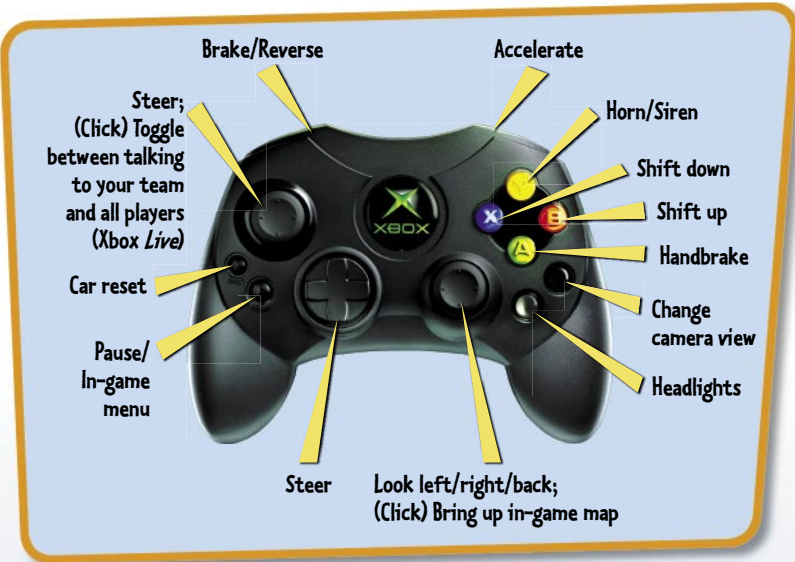 Brake/Reverse
Accelerate
Steer;
(Click) Toggle
between talking
to your team
and all players
(Xbox Live)
Horn/Siren
Shift down
Shift up
Handbrake
Car reset
Change
camera view
Pause/
In-game
menu
Headlights
Steer
Look left/right/back;
(Click) Bring up in-game map
XBOX
Y
X
B
A